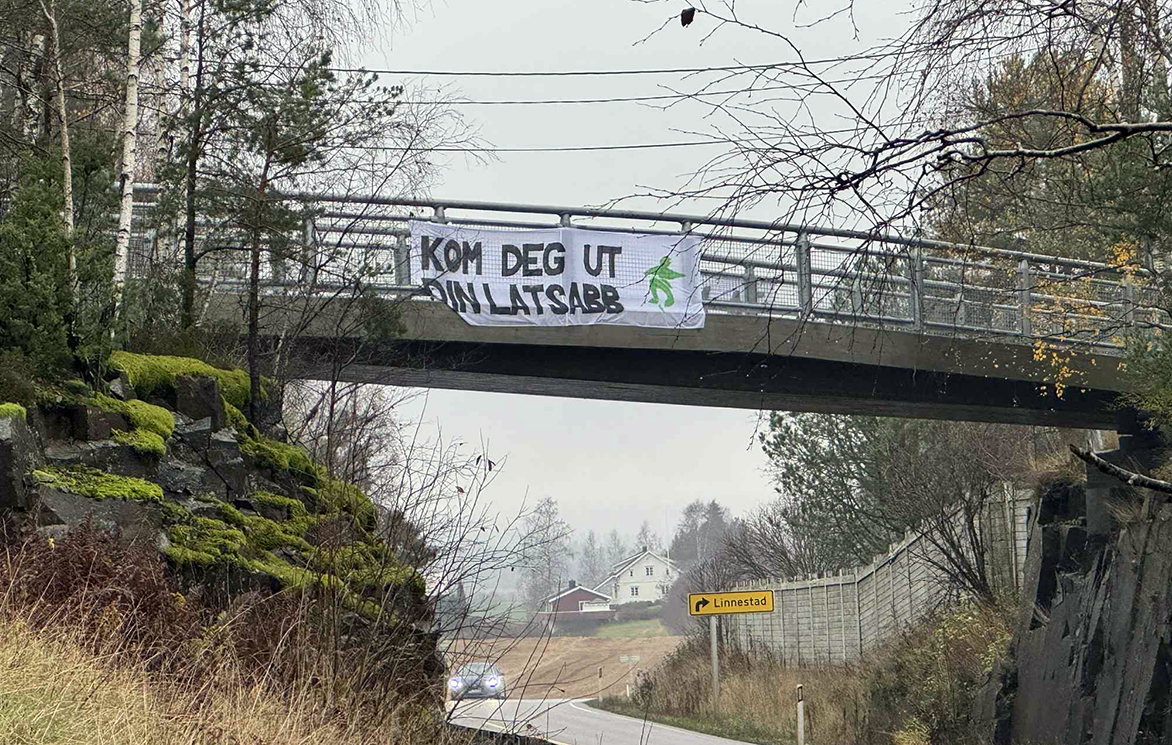 KOM DEG UT
DIN LATSABB
Linnestad